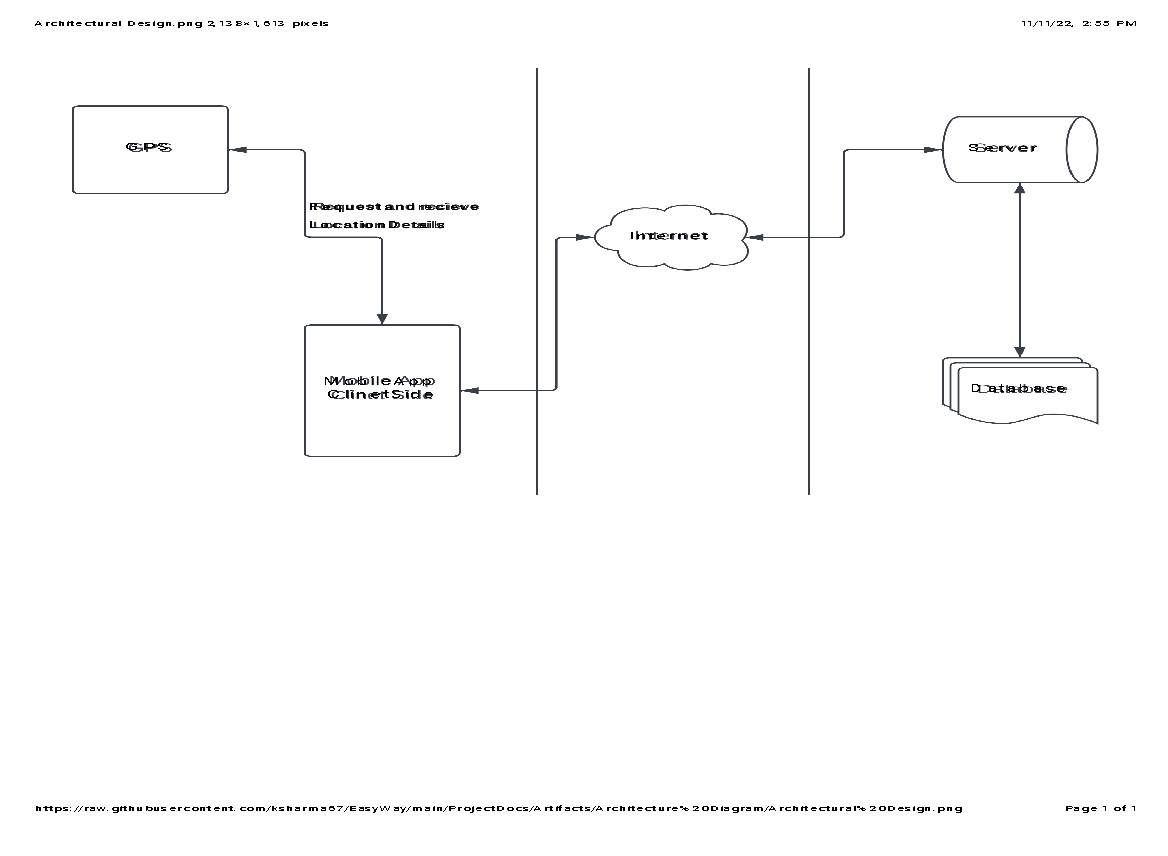 Architectural Design.png 2,138×1,613 pixels
11/11/22, 2:55 PM
GPS
Server
Request and recieve
Location Details
Internet
Mobile App
Clinet Side
Database
https://raw.githubusercontent.com/ksharma67/EasyWay/main/ProjectDocs/Artifacts/Architecture%20Diagram/Architectural%20Design.png
Page 1 of 1